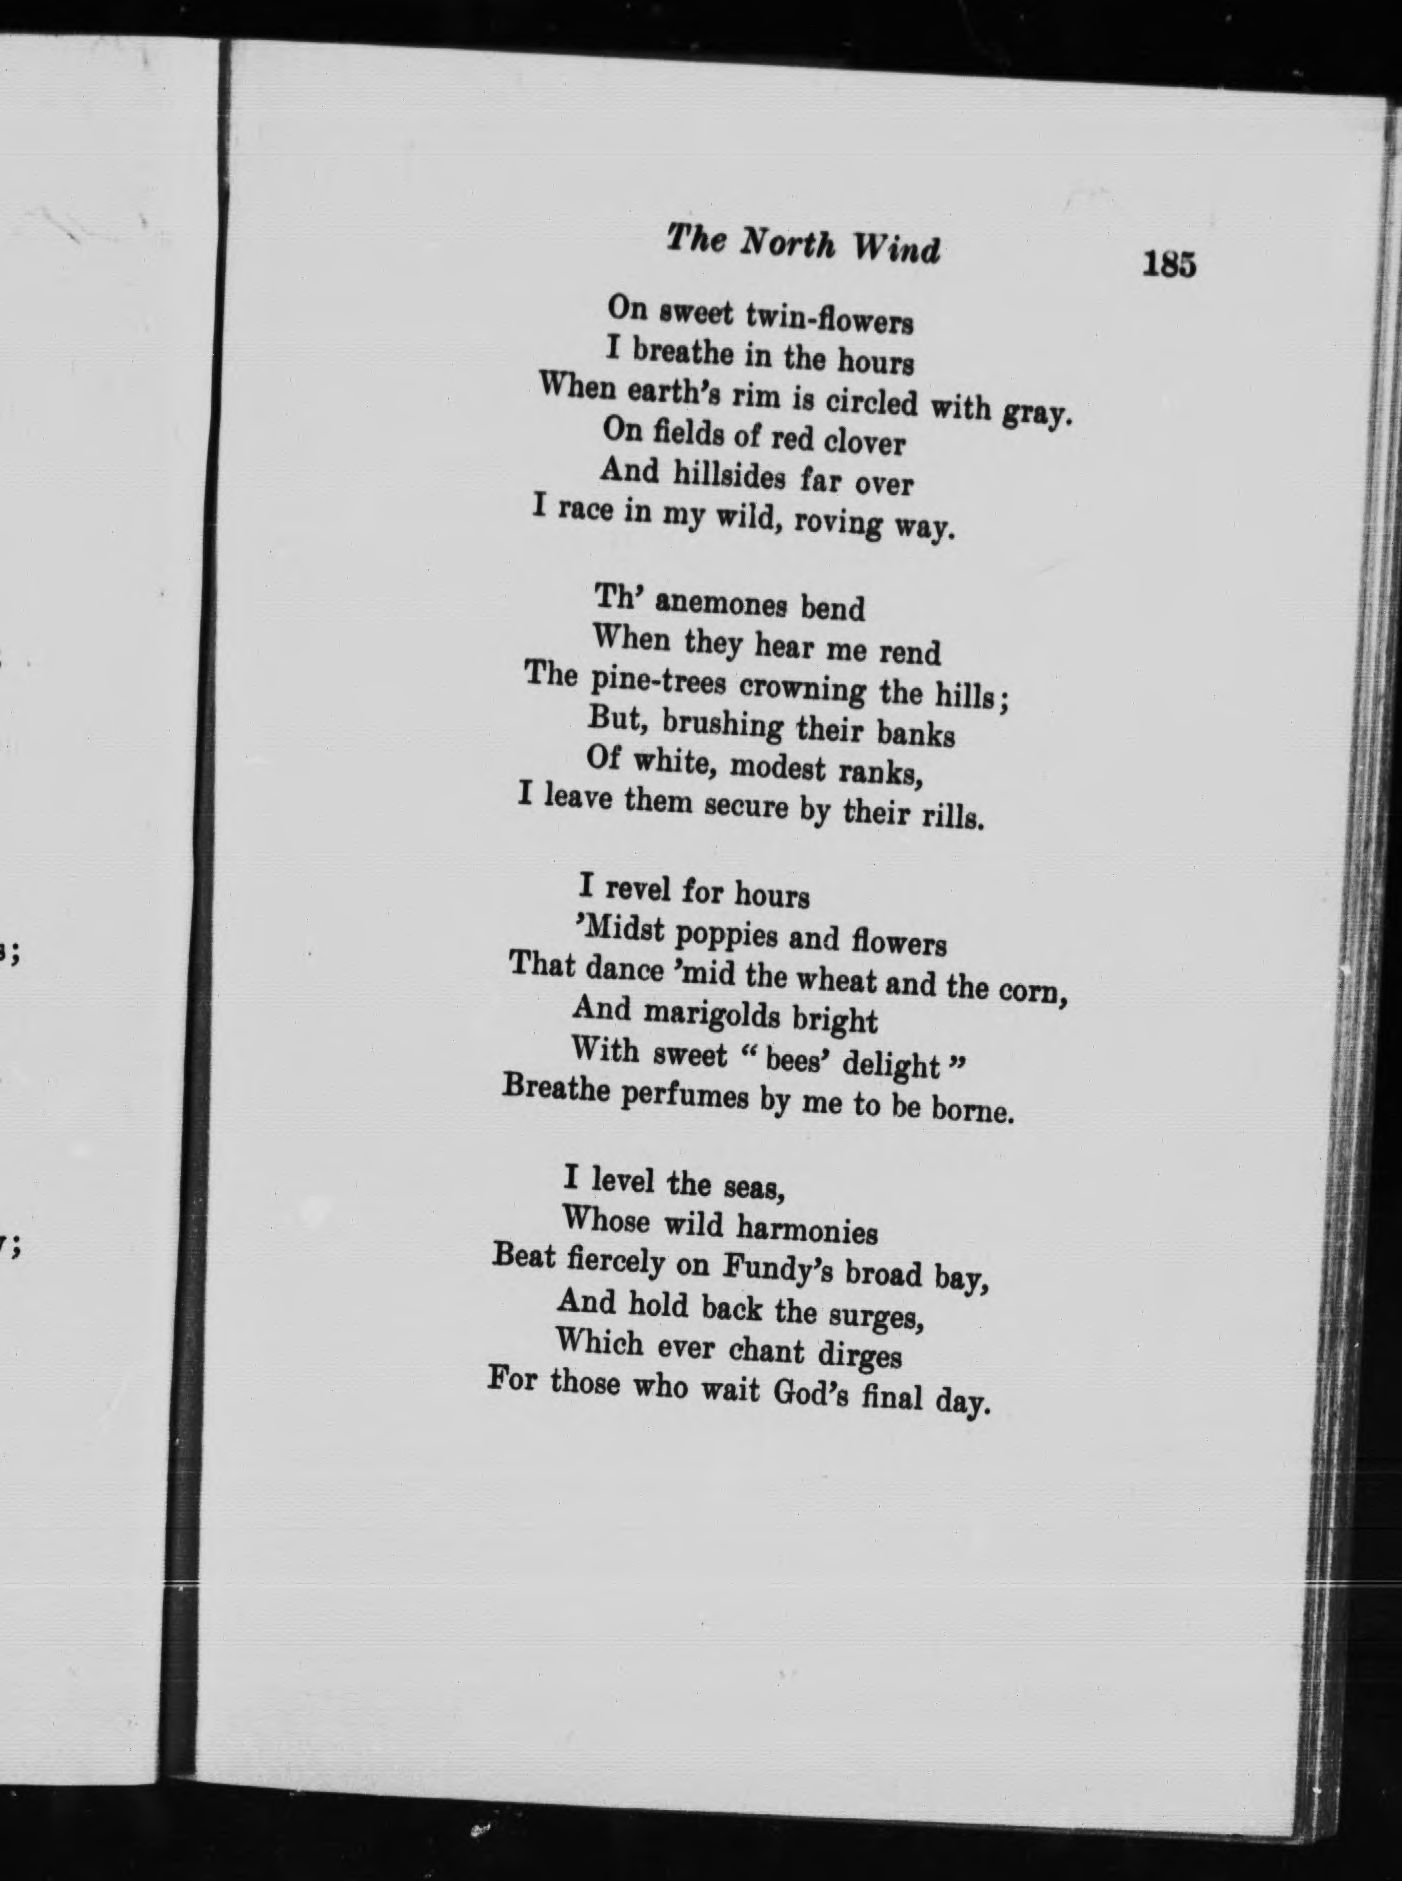 The North Wind 185
On sweet twin-flowers
I breathe in the hours
When earth's rim is circled with gray.
On fields of red clover
And hillsides far over
I race in my wild, roving way.
Th' anemones bend
When they hear me rend
The pine-trees crowning the hills;
But, brushing their banks
Of white, modest ranks,
I leave them secure by their rills.
I revel for hours
'Midst poppies and flowers
That dance 'mid the wheat and the corn,
And marigolds bright
With sweet "bees' delight"
Breathe perfumes by me to be borne.
I level the seas,
Whose wild harmonies
Beat fiercely on Fundy's broad bay,
And hold back the surges,
Which ever chant dirges
For those who wait God's final day.